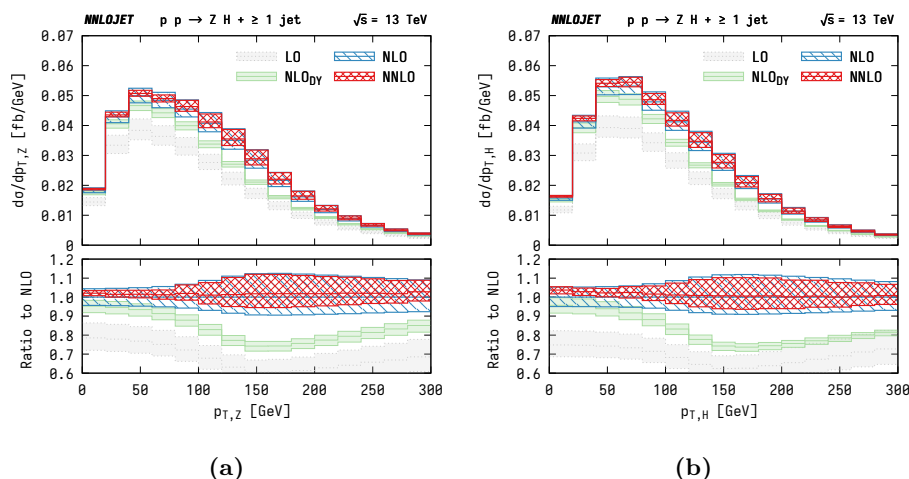 NNLOJET p p → Z H + ≥ 1 jet √s = 13 TeV
0.07
0.06
0.05
0.04
0.03
0.02
0.01
0
dσ/dp_T,Z [fb/GeV]
LO NLO
NLO_DY NNLO
1.2
1.1
1.0
0.9
0.8
0.7
0.6
Ratio to NLO
0 50 100 150 200 250 300
p_T,Z [GeV]
(a)
NNLOJET p p → Z H + ≥ 1 jet √s = 13 TeV
0.07
0.06
0.05
0.04
0.03
0.02
0.01
0
dσ/dp_T,H [fb/GeV]
LO NLO
NLO_DY NNLO
1.2
1.1
1.0
0.9
0.8
0.7
0.6
Ratio to NLO
0 50 100 150 200 250 300
p_T,H [GeV]
(b)